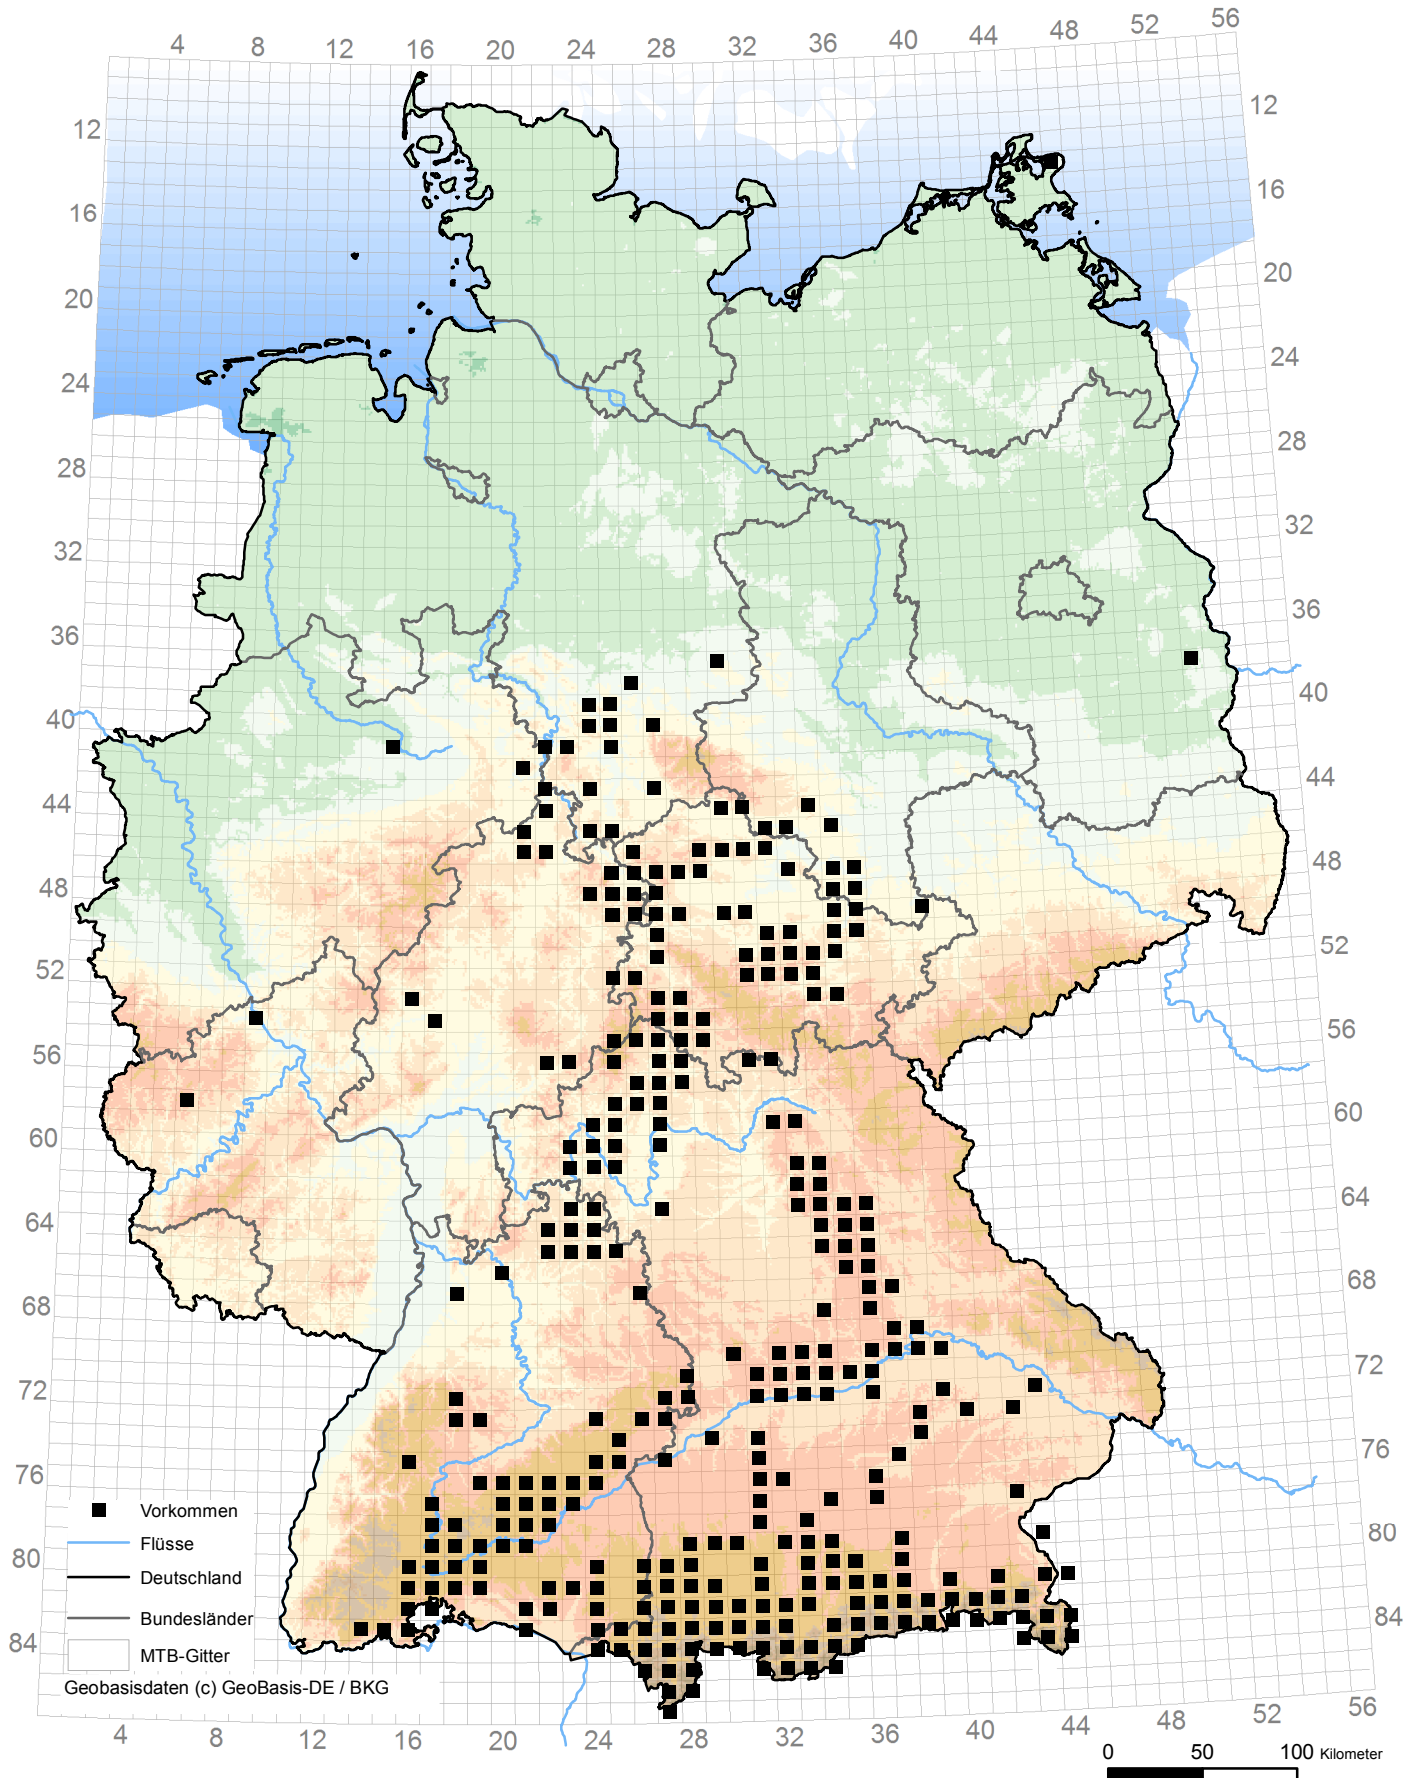 4 8 12 16 20 24 28 32 36 40 44 48 52 56
12 12
16 16
20 20
24 24
28 28
32 32
36 36
40 40
44 44
48 48
52 52
56 56
60 60
64 64
68 68
72 72
76 76
80 80
84 84
Vorkommen
Flüsse
Deutschland
Bundesländer
MTB-Gitter
Geobasisdaten (c) GeoBasis-DE / BKG
4 8 12 16 20 24 28 32 36 40 44 48 52 56
0 50 100 Kilometer